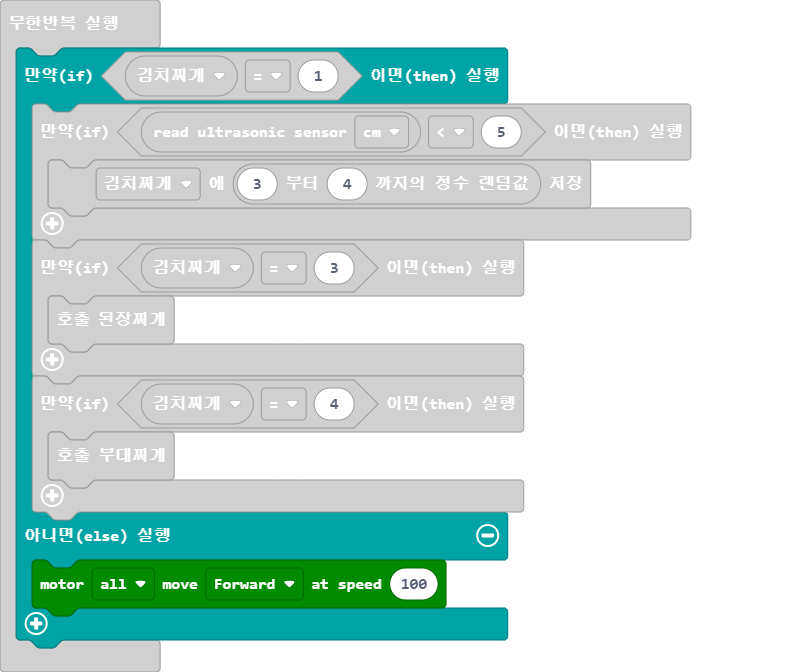 무한반복 실행
만약(if) 김치찌개 = 1 이면(then) 실행
만약(if) read ultrasonic sensor cm < 5 이면(then) 실행
김치찌개 에 3 부터 4 까지의 정수 랜덤값 저장
만약(if) 김치찌개 = 3 이면(then) 실행
호출 된장찌개
만약(if) 김치찌개 = 4 이면(then) 실행
호출 부대찌개
아니면(else) 실행
motor all move Forward at speed 100